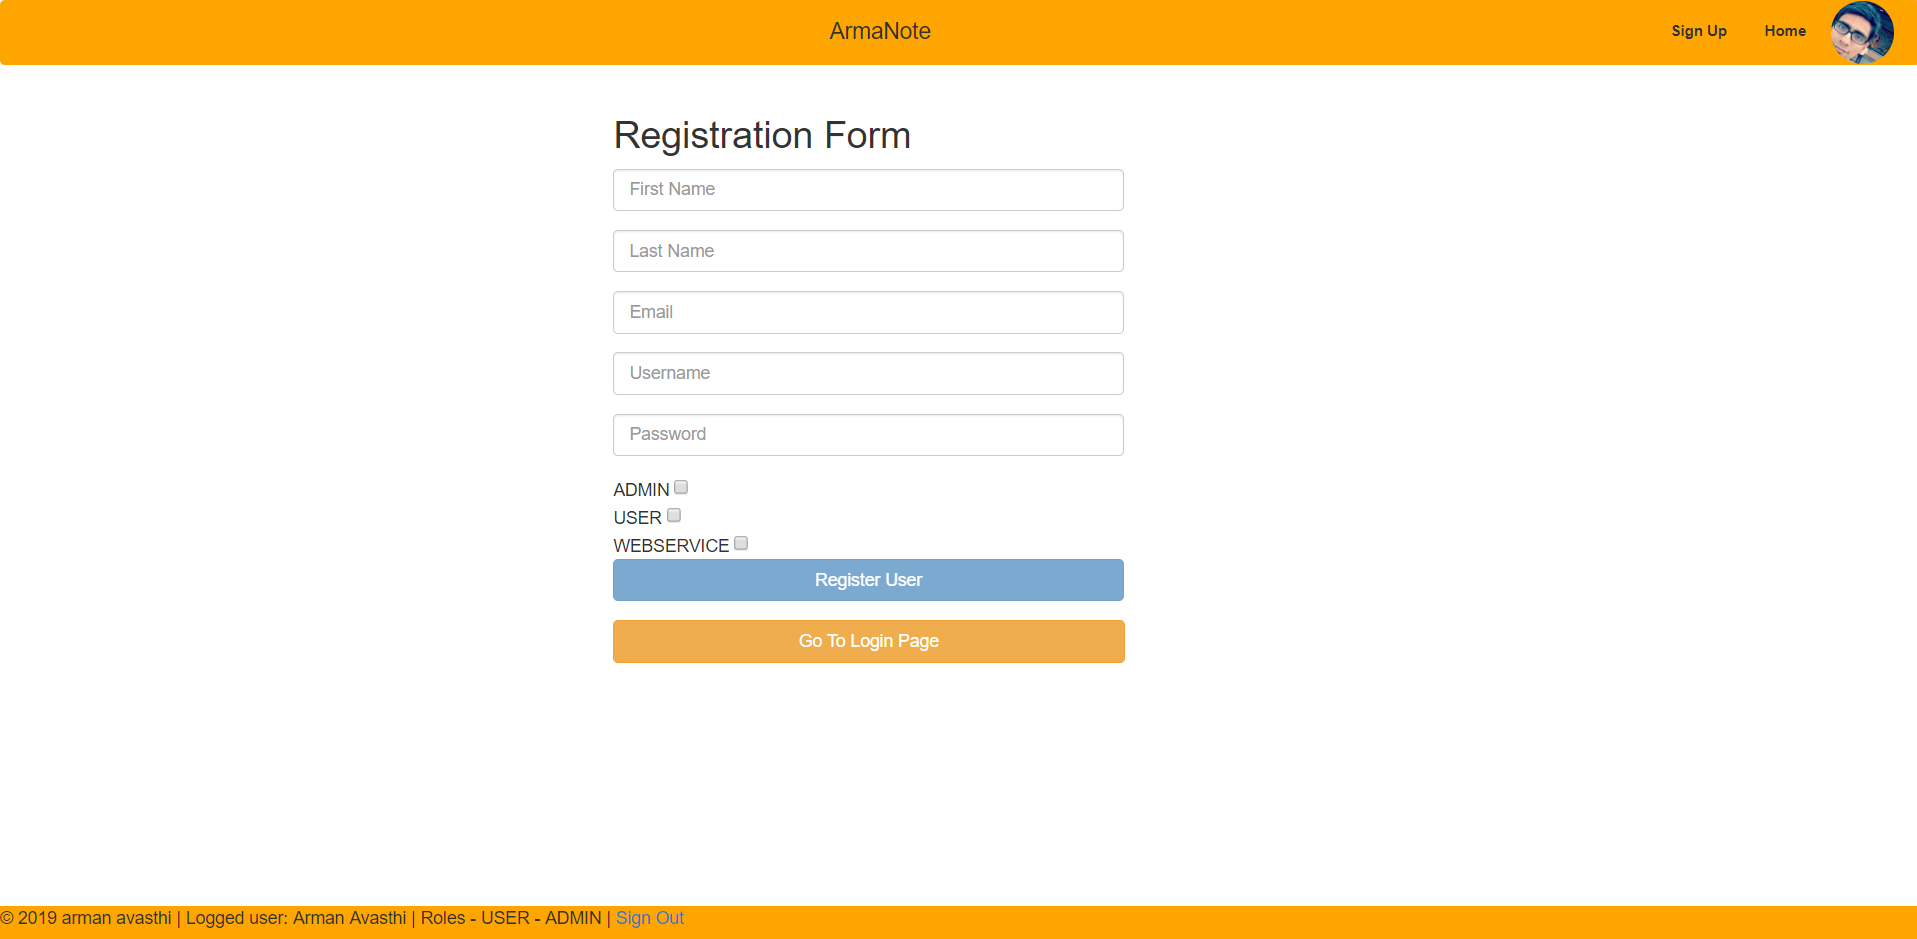 ArmaNote
Sign Up Home
Registration Form
First Name
Last Name
Email
Username
Password
ADMIN
USER
WEBSERVICE
Register User
Go To Login Page
© 2019 arman avasthi | Logged user: Arman Avasthi | Roles - USER - ADMIN | Sign Out